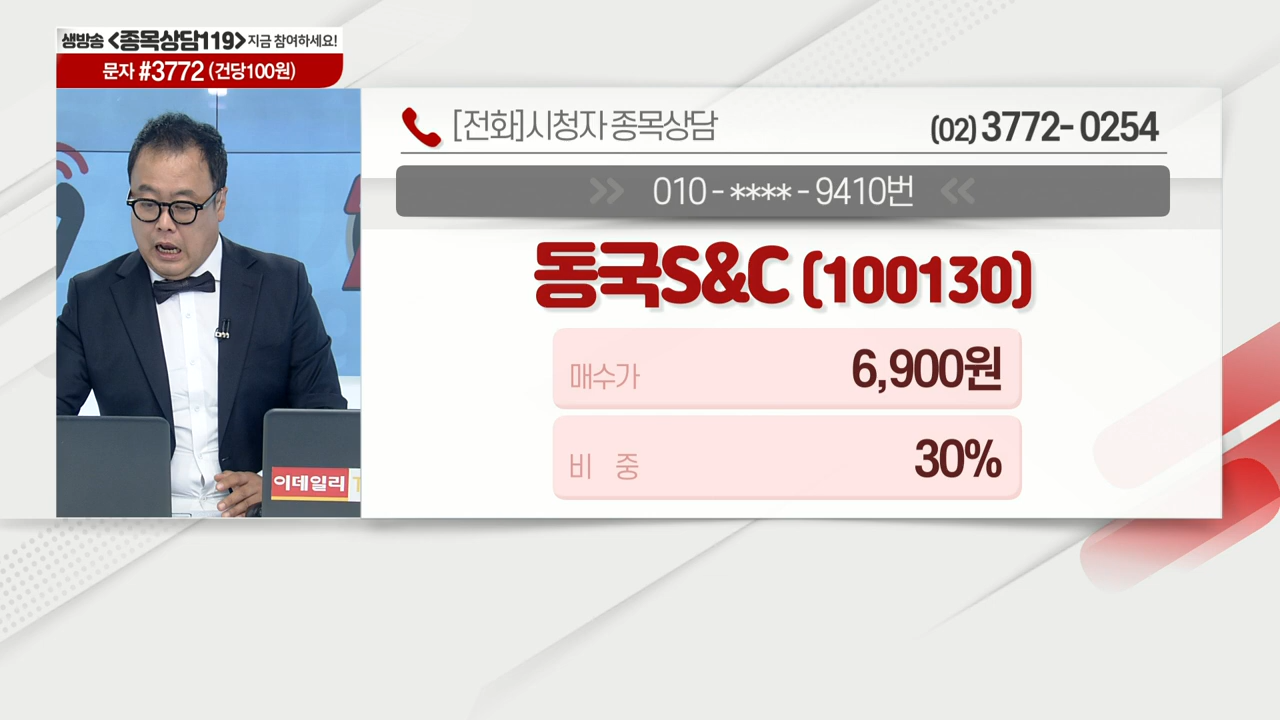 생방송 <종목상담119> 지금 참여하세요!
문자 #3772 (건당100원)
[전화]시청자 종목상담 (02) 3772-0254
010 - **** - 9410번
동국S&C (100130)
매수가 6,900원
비 중 30%
이데일리 T